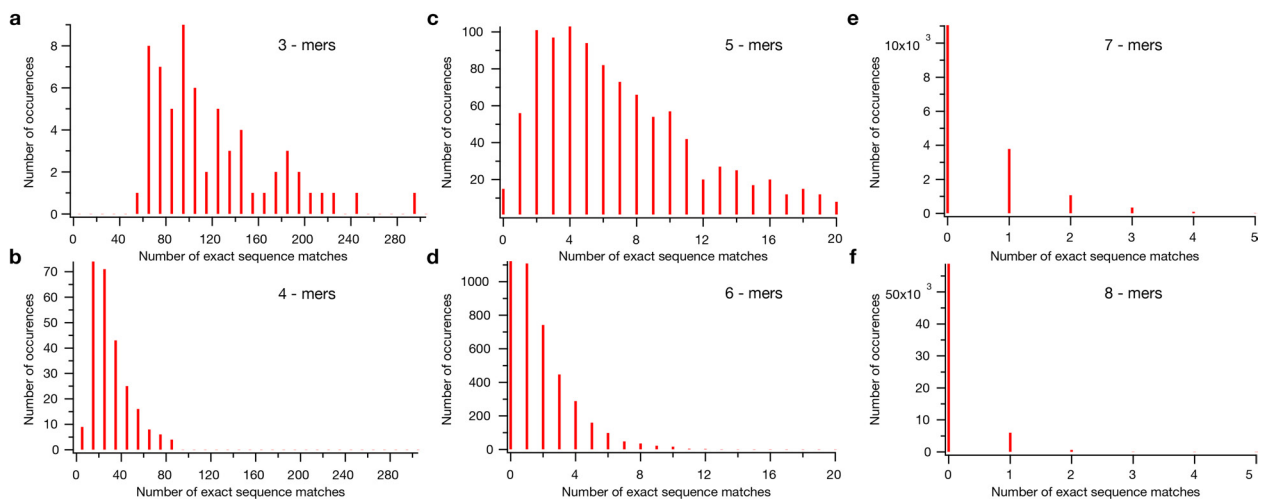 a
3 - mers
Number of occurences
8
6
4
2
0
0 40 80 120 160 200 240 280
Number of exact sequence matches
b
4 - mers
Number of occurences
70
60
50
40
30
20
10
0
0 40 80 120 160 200 240 280
Number of exact sequence matches
c
5 - mers
Number of occurences
100
80
60
40
20
0 4 8 12 16 20
Number of exact sequence matches
d
6 - mers
Number of occurences
1000
800
600
400
200
0
0 4 8 12 16 20
Number of exact sequence matches
e
7 - mers
Number of occurences
10x10 3
8
6
4
2
0
0 1 2 3 4 5
Number of exact sequence matches
f
8 - mers
Number of occurences
50x10 3
40
30
20
10
0
0 1 2 3 4 5
Number of exact sequence matches